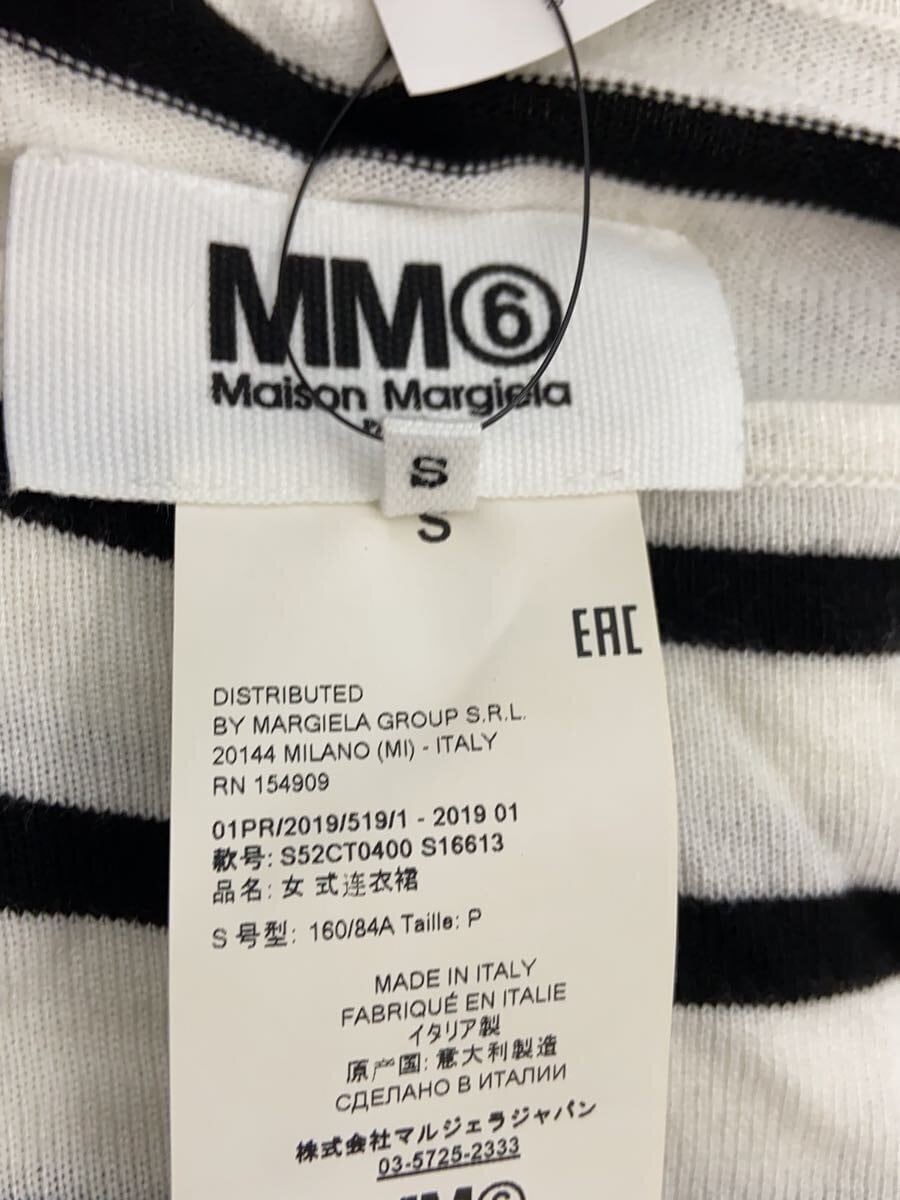 MM⑥
Maison Margiela
S
S
EAC
DISTRIBUTED
BY MARGIELA GROUP S.R.L.
20144 MILANO (MI) - ITALY
RN 154909
01PR/2019/519/1 - 2019 01
款号: S52CT0400 S16613
品名: 女 式连衣裙
S 号型: 160/84A Taille: P
MADE IN ITALY
FABRIQUÉ EN ITALIE
イタリア製
原产国: 意大利製造
СДЕЛАНО В ИТАЛИИ
株式会社マルジェラジャパン
03-5725-2333
MM⑥